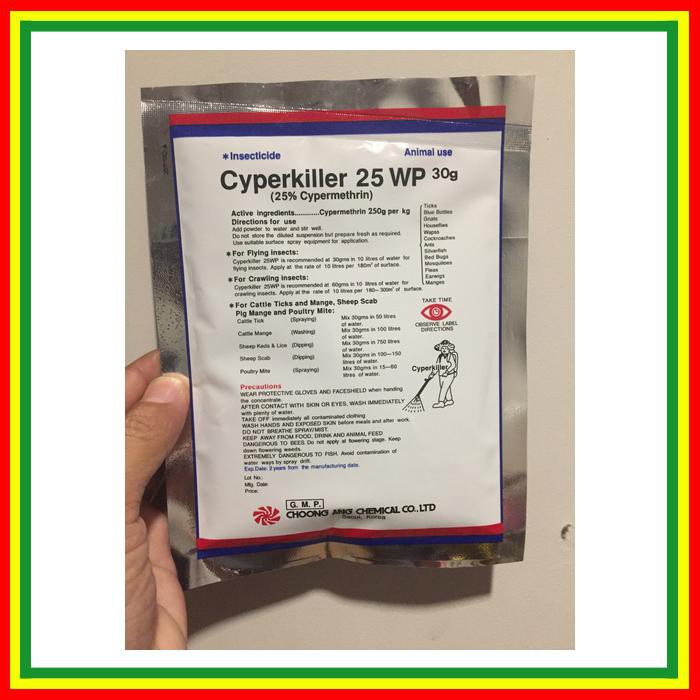 *Insecticide
Animal use
Cyperkiller 25 WP 30g
(25% Cypermethrin)
Active ingredients............Cypermethrin 250g per kg
Directions for use
Add powder to water and stir well.
Do not store the diluted suspension but prepare fresh as required.
Use suitable surface spray equipment for application.
Ticks
Blue Bottles
Gnats
Houseflies
Wapss
Cockroaches
Ants
Silverfish
Bed Bugs
Mosquiloes
Fleas
Earwigs
Manges
*For Flying insects:
Cyperkiller 25WP is recommended at 30gms in 10 litres of water for
flying insects. Apply at the rate of 10 litres per 180m² of surface.
*For Crawling insects:
Cyperkiller 25WP is recommended at 60gms in 10 litres of water for
crawling insects. Apply at the rate of 10 litres per 180-300m² of surface.
*For Cattle Ticks and Mange, Sheep Scab
Pig Mange and Poultry Mite:
Cattle Tick (Spraying) Mix 30gms in 50 litres
of water.
Cattle Mange (Washing) Mix 30gms in 100 litres
of water.
Sheep Keds & Lice (Dipping) Mix 30gms in 750 litres
of water.
Sheep Scab (Dipping) Mix 30gms in 100-150
litres of water.
Poultry Mite (Spraying) Mix 30gms in 15-60
litres of water.
TAKE TIME
OBSERVE LABEL
DIRECTIONS
Cyperkiller
Precautions
WEAR PROTECTIVE GLOVES AND FACESHIELD when handing
the concentrate.
AFTER CONTACT WITH SKIN OR EYES, WASH IMMEDIATELY
with plenty of water.
TAKE OFF immediately all contaminated clothing
WASH HANDS AND EXPOSED SKIN before meals and after work.
DO NOT BREATHE SPRAY/MIST.
KEEP AWAY FROM FOOD, DRINK AND ANIMAL FEED
DANGEROUS TO BEES. Do not apply at flowering stage. Keep
down flowering weeds.
EXTREMELY DANGEROUS TO FISH. Avoid contamination of
water ways by spray drift.
Exp.Date: 2 years from the manufacturing date.
Lot No.:
Mfg. Date:
Price:
G. M. P.
CHOONG ANG CHEMICAL CO., LTD
Seoul, Korea